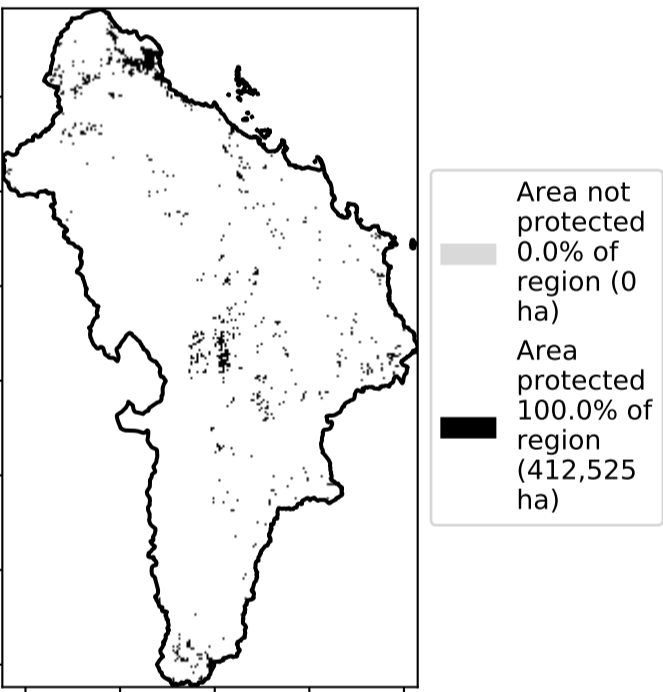 Area not
protected
0.0% of
region (0
ha)
Area
protected
100.0% of
region
(412,525
ha)